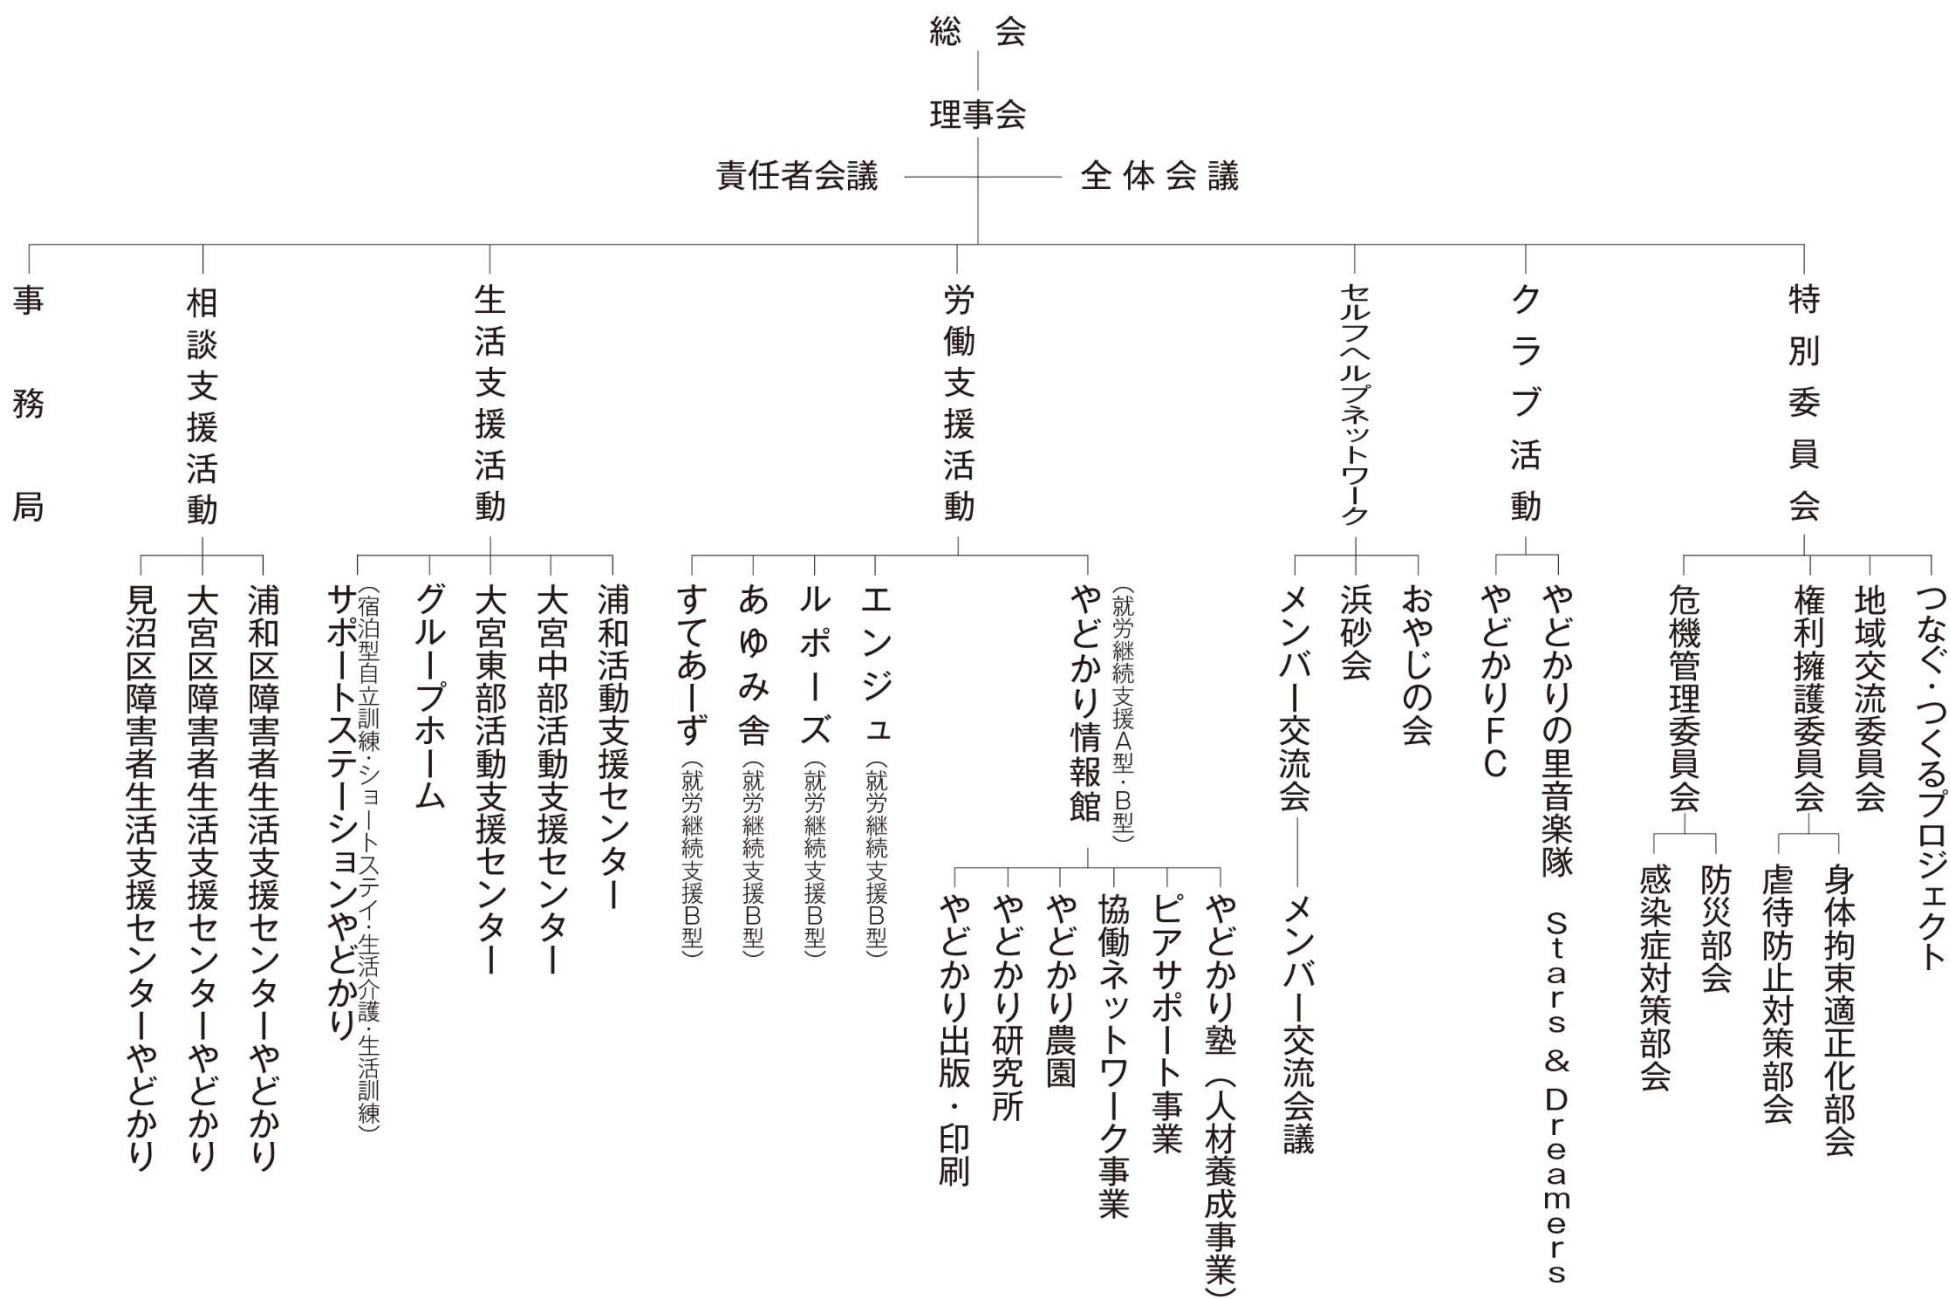 総　会
理事会
責任者会議
全体会議
事務局
相談支援活動
生活支援活動
労働支援活動
セルフヘルプネットワーク
クラブ活動
特別委員会
見沼区障害者生活支援センターやどかり
大宮区障害者生活支援センターやどかり
浦和区障害者生活支援センターやどかり
サポートステーションやどかり
（宿泊型自立訓練・ショートステイ・生活介護・生活訓練）
グループホーム
大宮東部活動支援センター
大宮中部活動支援センター
浦和活動支援センター
すてあーず（就労継続支援Ｂ型）
あゆみ舎（就労継続支援Ｂ型）
ルポーズ（就労継続支援Ｂ型）
エンジュ（就労継続支援Ｂ型）
やどかり情報館
（就労継続支援Ａ型・Ｂ型）
やどかり出版・印刷
やどかり研究所
やどかり農園
協働ネットワーク事業
ピアサポート事業
やどかり塾（人材養成事業）
メンバー交流会
メンバー交流会議
浜砂会
おやじの会
やどかりＦＣ
やどかりの里音楽隊　Stars & Dreamers
危機管理委員会
感染症対策部会
防災部会
権利擁護委員会
虐待防止対策部会
身体拘束適正化部会
地域交流委員会
つなぐ・つくるプロジェクト